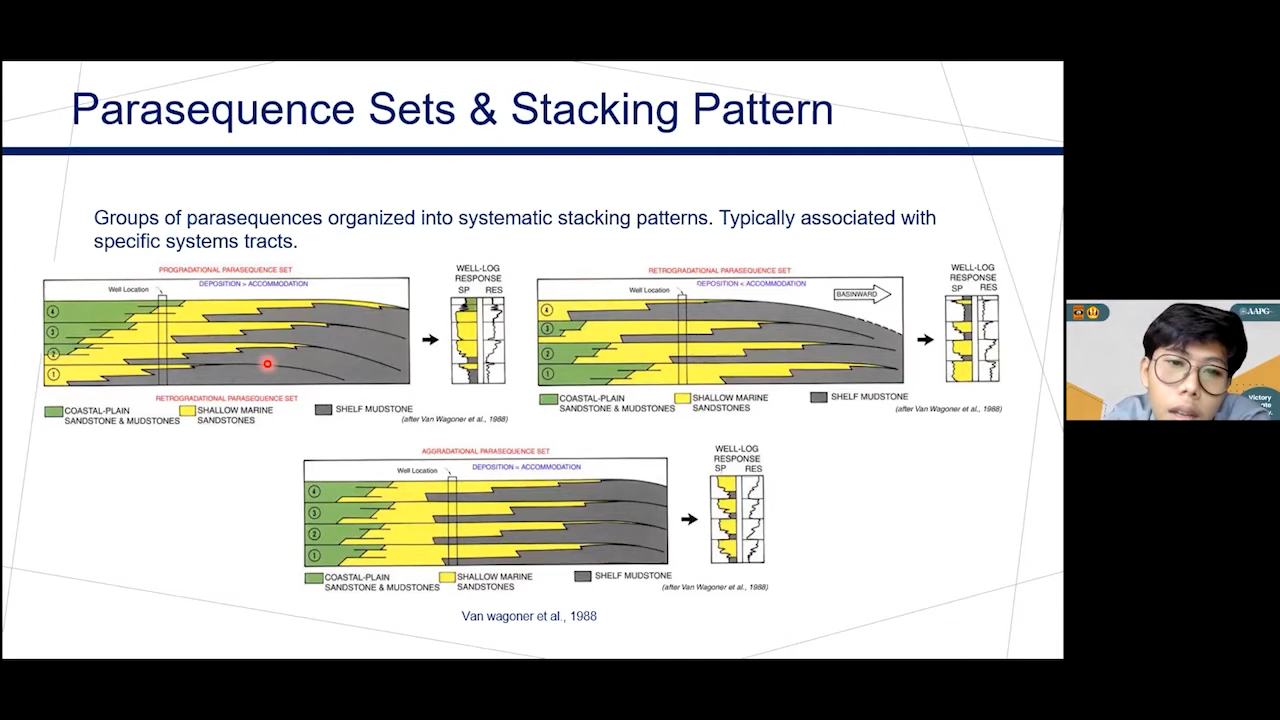 Parasequence Sets & Stacking Pattern
Groups of parasequences organized into systematic stacking patterns. Typically associated with
specific systems tracts.
PROGRADATIONAL PARASEQUENCE SET
DEPOSITION > ACCOMMODATION
Well Location
4
3
2
1
WELL-LOG
RESPONSE
SP RES
RETROGRADATIONAL PARASEQUENCE SET
COASTAL-PLAIN
SANDSTONE & MUDSTONES
SHALLOW MARINE
SANDSTONES
SHELF MUDSTONE
(after Van Wagoner et al., 1988)
RETROGRADATIONAL PARASEQUENCE SET
DEPOSITION < ACCOMMODATION
Well Location
BASINWARD
4
3
2
1
WELL-LOG
RESPONSE
SP RES
COASTAL-PLAIN
SANDSTONE & MUDSTONES
SHALLOW MARINE
SANDSTONES
SHELF MUDSTONE
(after Van Wagoner et al., 1988)
AGGRADATIONAL PARASEQUENCE SET
DEPOSITION = ACCOMMODATION
Well Location
4
3
2
1
WELL-LOG
RESPONSE
SP RES
COASTAL-PLAIN
SANDSTONE & MUDSTONES
SHALLOW MARINE
SANDSTONES
SHELF MUDSTONE
(after Van Wagoner et al., 1988)
Van wagoner et al., 1988
AAPG
Victory